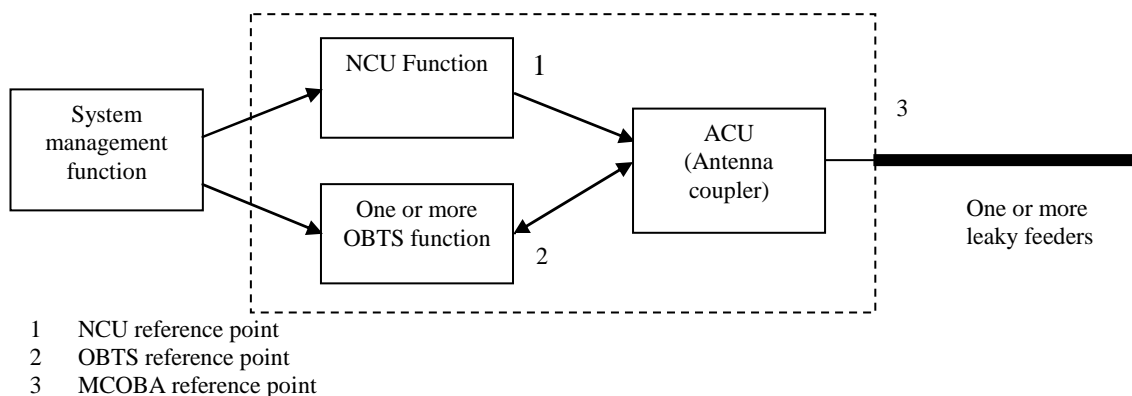 System
management
function
NCU Function
1
One or more
OBTS function
2
ACU
(Antenna
coupler)
3
One or more
leaky feeders
1 NCU reference point
2 OBTS reference point
3 MCOBA reference point